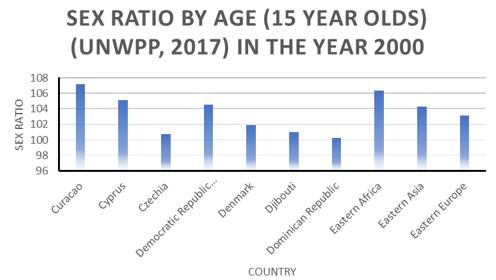 SEX RATIO BY AGE (15 YEAR OLDS)
(UNWPP, 2017) IN THE YEAR 2000
SEX RATIO
108
106
104
102
100
98
96
Curacao
Cyprus
Czechia
Democratic Republic...
Denmark
Djibouti
Dominican Republic
Eastern Africa
Eastern Asia
Eastern Europe
COUNTRY